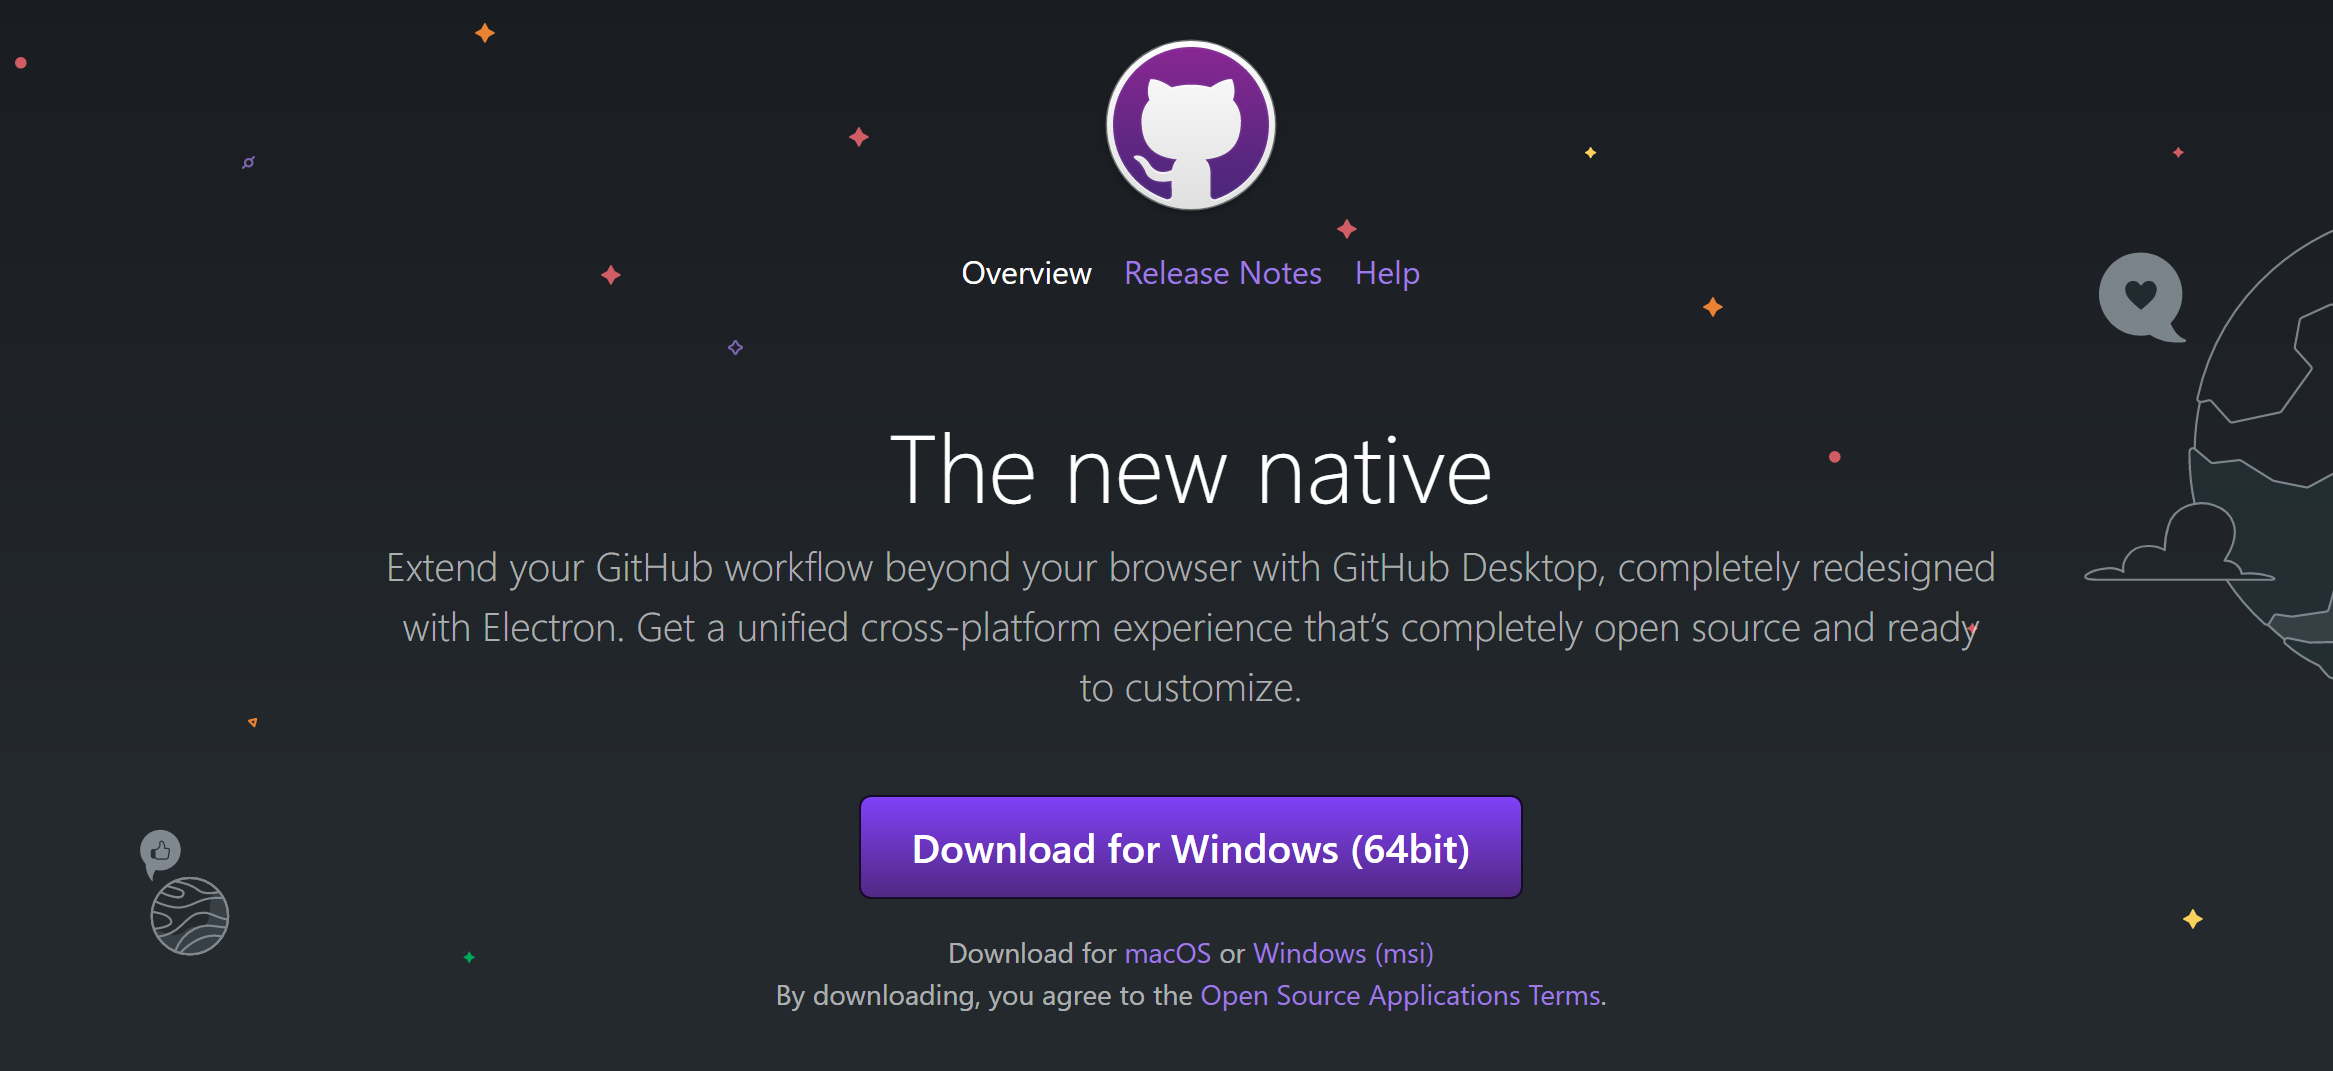 Overview Release Notes Help
The new native
Extend your GitHub workflow beyond your browser with GitHub Desktop, completely redesigned
with Electron. Get a unified cross-platform experience that’s completely open source and ready
to customize.
Download for Windows (64bit)
Download for macOS or Windows (msi)
By downloading, you agree to the Open Source Applications Terms.